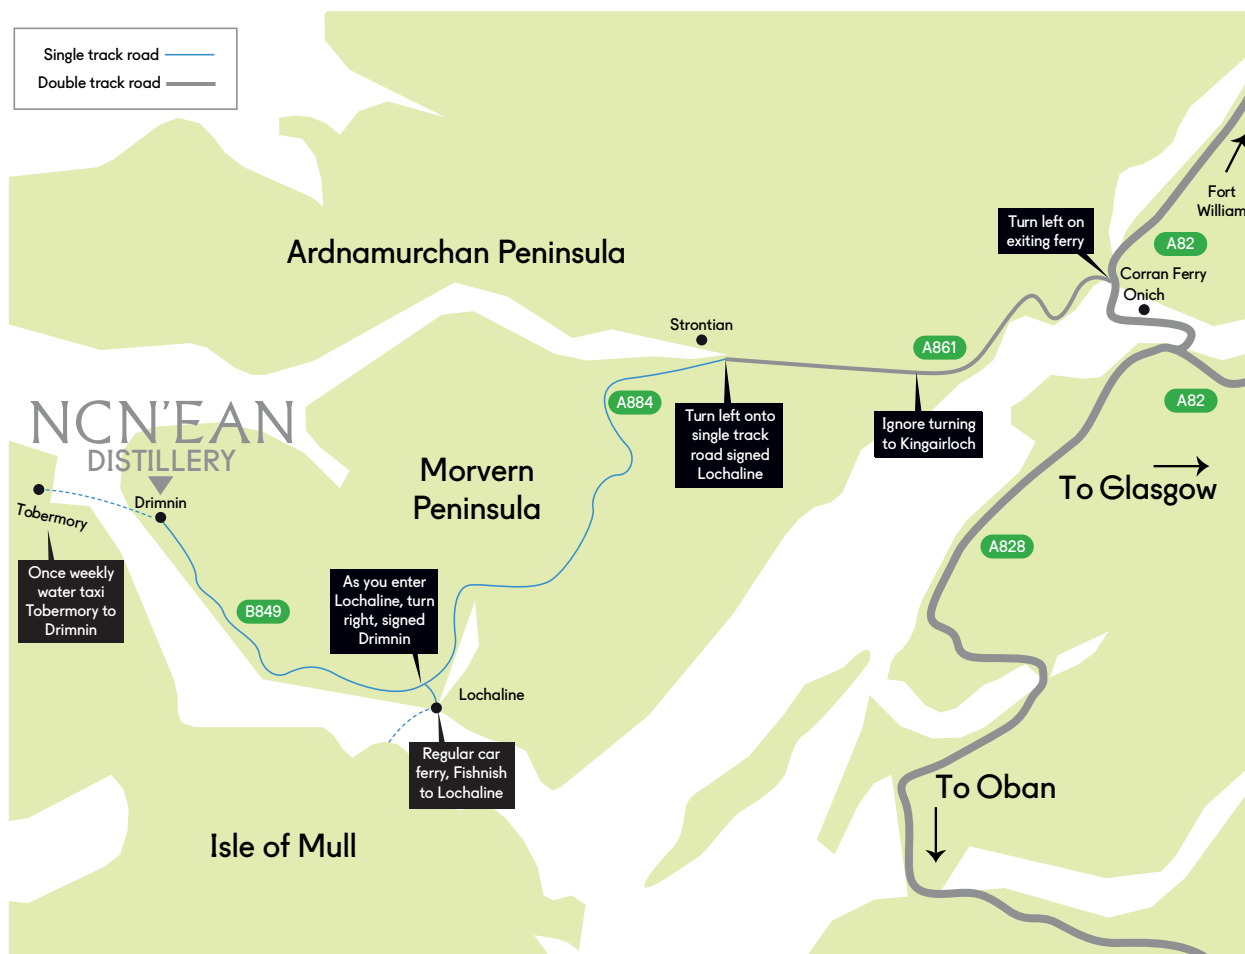 Single track road
Double track road
Fort
William
Turn left on
exiting ferry
A82
Ardnamurchan Peninsula
Corran Ferry
Onich
Strontian
A861
A82
A884
NCN'EAN
DISTILLERY
Turn left onto
single track
road signed
Lochaline
Ignore turning
to Kingairloch
Morvern
Peninsula
To Glasgow
Drimnin
Tobermory
A828
Once weekly
water taxi
Tobermory to
Drimnin
As you enter
Lochaline, turn
right, signed
Drimnin
B849
Lochaline
Regular car
ferry, Fishnish
to Lochaline
To Oban
Isle of Mull